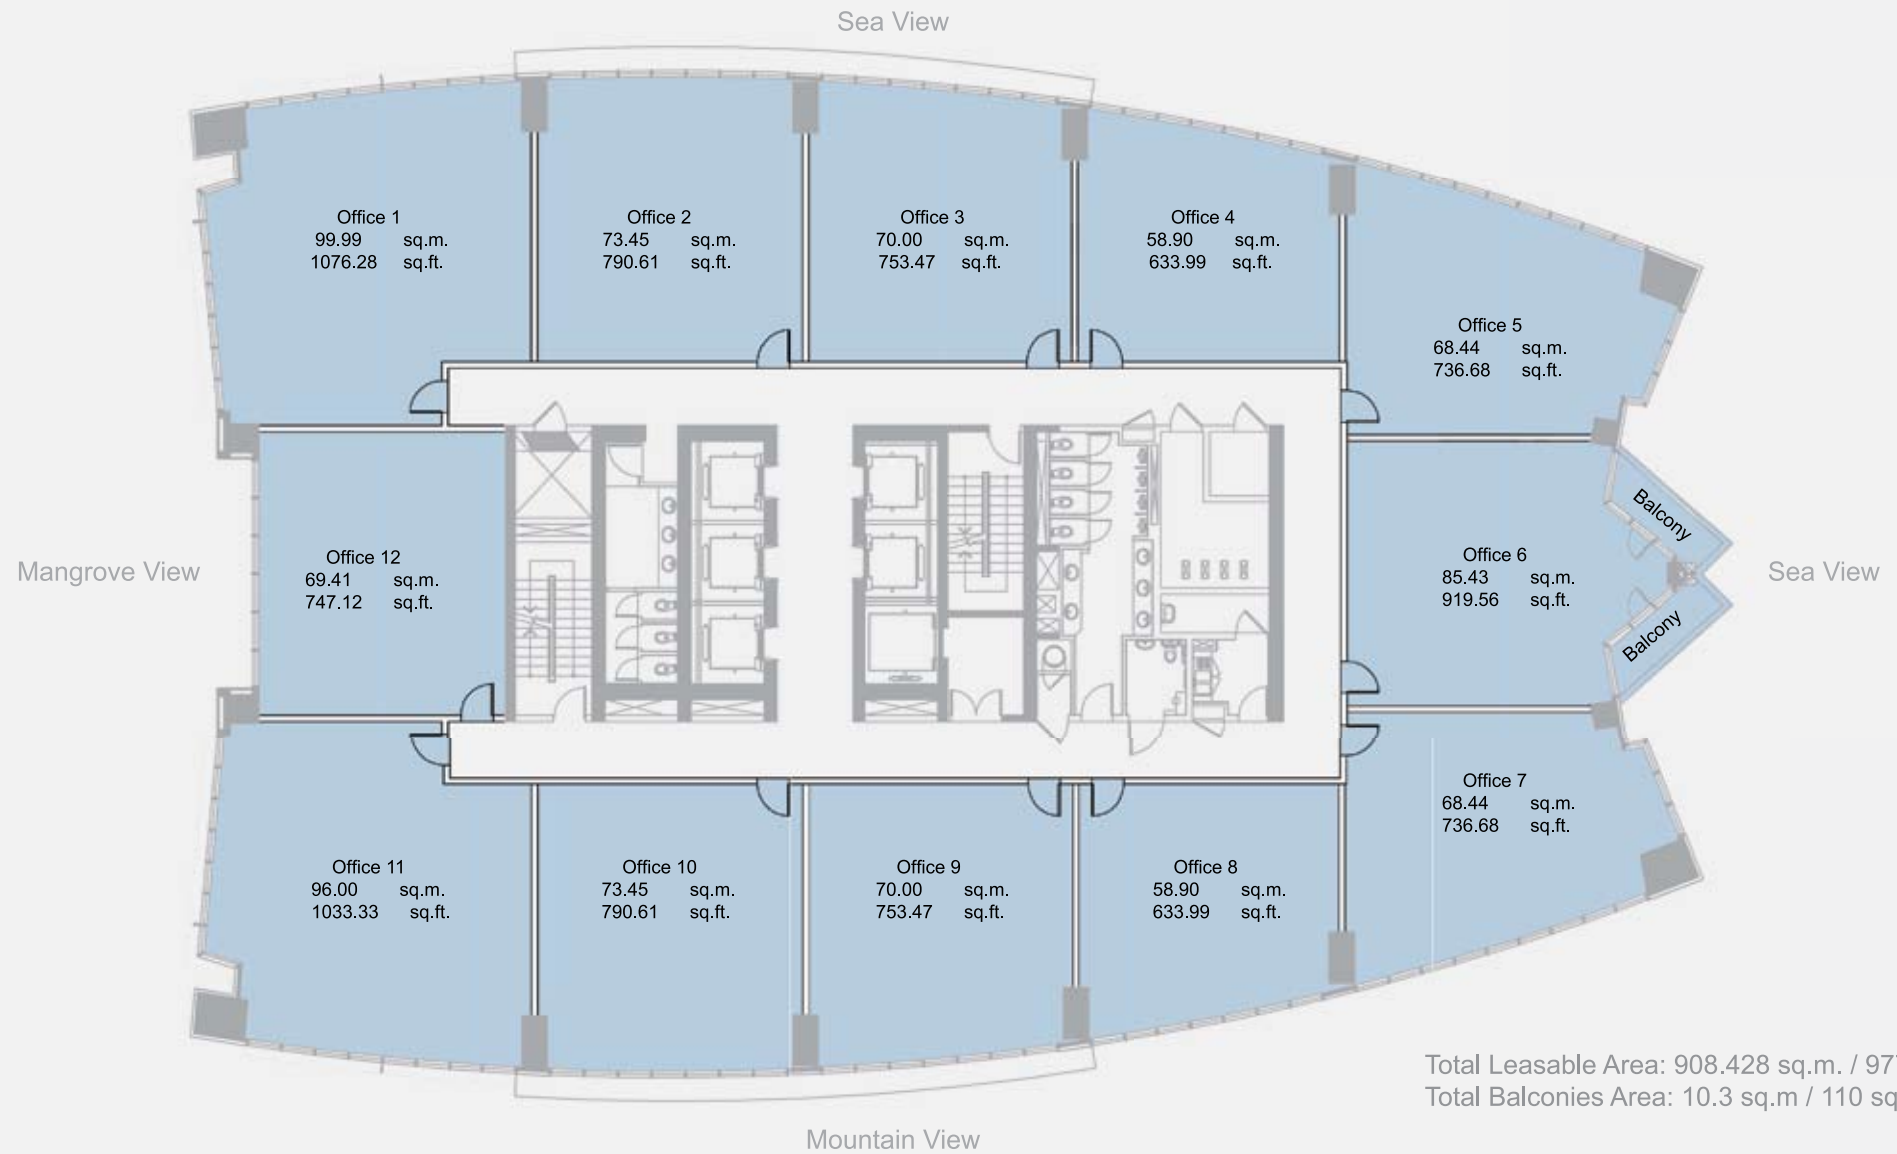 Sea View
Office 1
99.99 sq.m.
1076.28 sq.ft.
Office 2
73.45 sq.m.
790.61 sq.ft.
Office 3
70.00 sq.m.
753.47 sq.ft.
Office 4
58.90 sq.m.
633.99 sq.ft.
Office 5
68.44 sq.m.
736.68 sq.ft.
Mangrove View
Office 12
69.41 sq.m.
747.12 sq.ft.
Office 6
85.43 sq.m.
919.56 sq.ft.
Balcony
Balcony
Sea View
Office 7
68.44 sq.m.
736.68 sq.ft.
Office 11
96.00 sq.m.
1033.33 sq.ft.
Office 10
73.45 sq.m.
790.61 sq.ft.
Office 9
70.00 sq.m.
753.47 sq.ft.
Office 8
58.90 sq.m.
633.99 sq.ft.
Total Leasable Area: 908.428 sq.m. / 97
Total Balconies Area: 10.3 sq.m / 110 sq
Mountain View